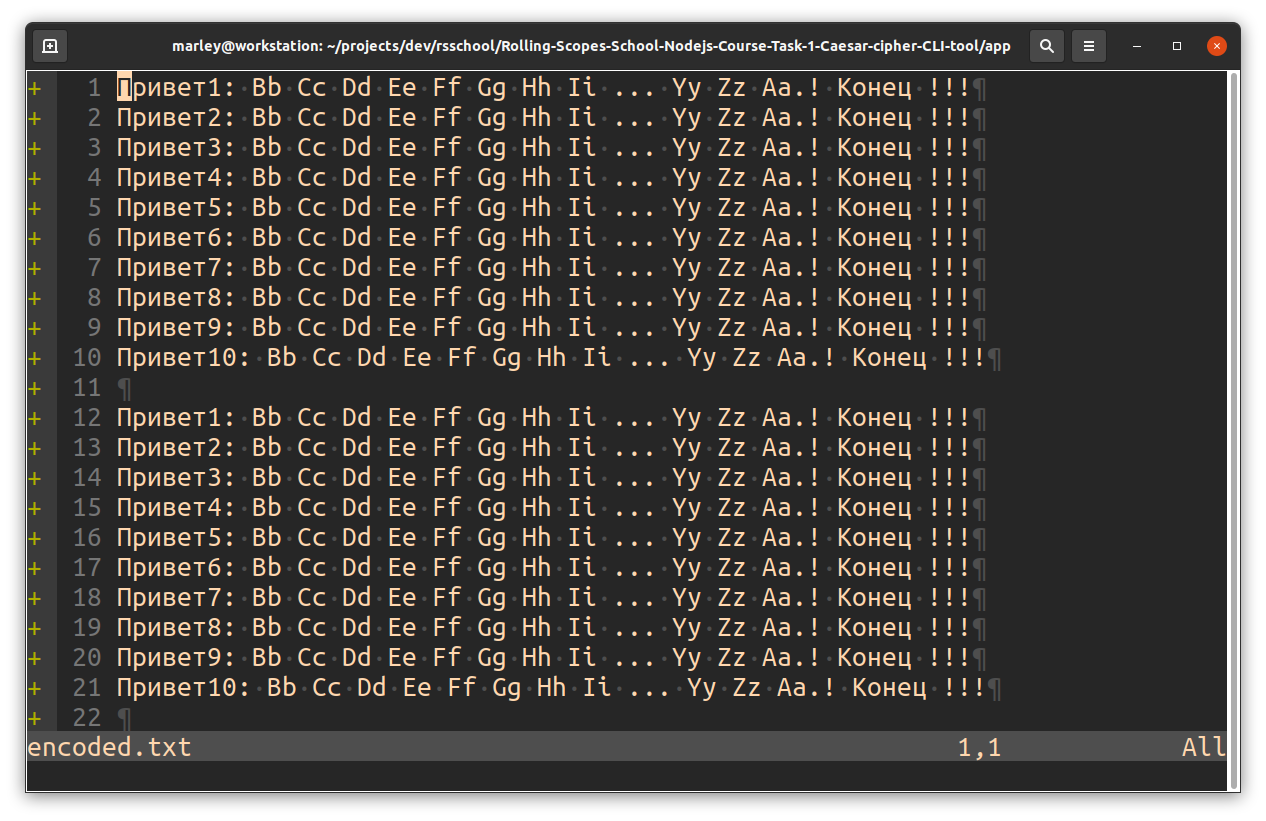 marley@workstation: ~/projects/dev/rsschool/Rolling-Scopes-School-Nodejs-Course-Task-1-Caesar-cipher-CLI-tool/app
+ 1 Привет1:·Bb·Cc·Dd·Ee·Ff·Gg·Hh·Ii·...·Yy·Zz·Aa.!·Конец·!!!¶
+ 2 Привет2:·Bb·Cc·Dd·Ee·Ff·Gg·Hh·Ii·...·Yy·Zz·Aa.!·Конец·!!!¶
+ 3 Привет3:·Bb·Cc·Dd·Ee·Ff·Gg·Hh·Ii·...·Yy·Zz·Aa.!·Конец·!!!¶
+ 4 Привет4:·Bb·Cc·Dd·Ee·Ff·Gg·Hh·Ii·...·Yy·Zz·Aa.!·Конец·!!!¶
+ 5 Привет5:·Bb·Cc·Dd·Ee·Ff·Gg·Hh·Ii·...·Yy·Zz·Aa.!·Конец·!!!¶
+ 6 Привет6:·Bb·Cc·Dd·Ee·Ff·Gg·Hh·Ii·...·Yy·Zz·Aa.!·Конец·!!!¶
+ 7 Привет7:·Bb·Cc·Dd·Ee·Ff·Gg·Hh·Ii·...·Yy·Zz·Aa.!·Конец·!!!¶
+ 8 Привет8:·Bb·Cc·Dd·Ee·Ff·Gg·Hh·Ii·...·Yy·Zz·Aa.!·Конец·!!!¶
+ 9 Привет9:·Bb·Cc·Dd·Ee·Ff·Gg·Hh·Ii·...·Yy·Zz·Aa.!·Конец·!!!¶
+ 10 Привет10:·Bb·Cc·Dd·Ee·Ff·Gg·Hh·Ii·...·Yy·Zz·Aa.!·Конец·!!!¶
+ 11 ¶
+ 12 Привет1:·Bb·Cc·Dd·Ee·Ff·Gg·Hh·Ii·...·Yy·Zz·Aa.!·Конец·!!!¶
+ 13 Привет2:·Bb·Cc·Dd·Ee·Ff·Gg·Hh·Ii·...·Yy·Zz·Aa.!·Конец·!!!¶
+ 14 Привет3:·Bb·Cc·Dd·Ee·Ff·Gg·Hh·Ii·...·Yy·Zz·Aa.!·Конец·!!!¶
+ 15 Привет4:·Bb·Cc·Dd·Ee·Ff·Gg·Hh·Ii·...·Yy·Zz·Aa.!·Конец·!!!¶
+ 16 Привет5:·Bb·Cc·Dd·Ee·Ff·Gg·Hh·Ii·...·Yy·Zz·Aa.!·Конец·!!!¶
+ 17 Привет6:·Bb·Cc·Dd·Ee·Ff·Gg·Hh·Ii·...·Yy·Zz·Aa.!·Конец·!!!¶
+ 18 Привет7:·Bb·Cc·Dd·Ee·Ff·Gg·Hh·Ii·...·Yy·Zz·Aa.!·Конец·!!!¶
+ 19 Привет8:·Bb·Cc·Dd·Ee·Ff·Gg·Hh·Ii·...·Yy·Zz·Aa.!·Конец·!!!¶
+ 20 Привет9:·Bb·Cc·Dd·Ee·Ff·Gg·Hh·Ii·...·Yy·Zz·Aa.!·Конец·!!!¶
+ 21 Привет10:·Bb·Cc·Dd·Ee·Ff·Gg·Hh·Ii·...·Yy·Zz·Aa.!·Конец·!!!¶
+ 22 ¶
encoded.txt 1,1 All